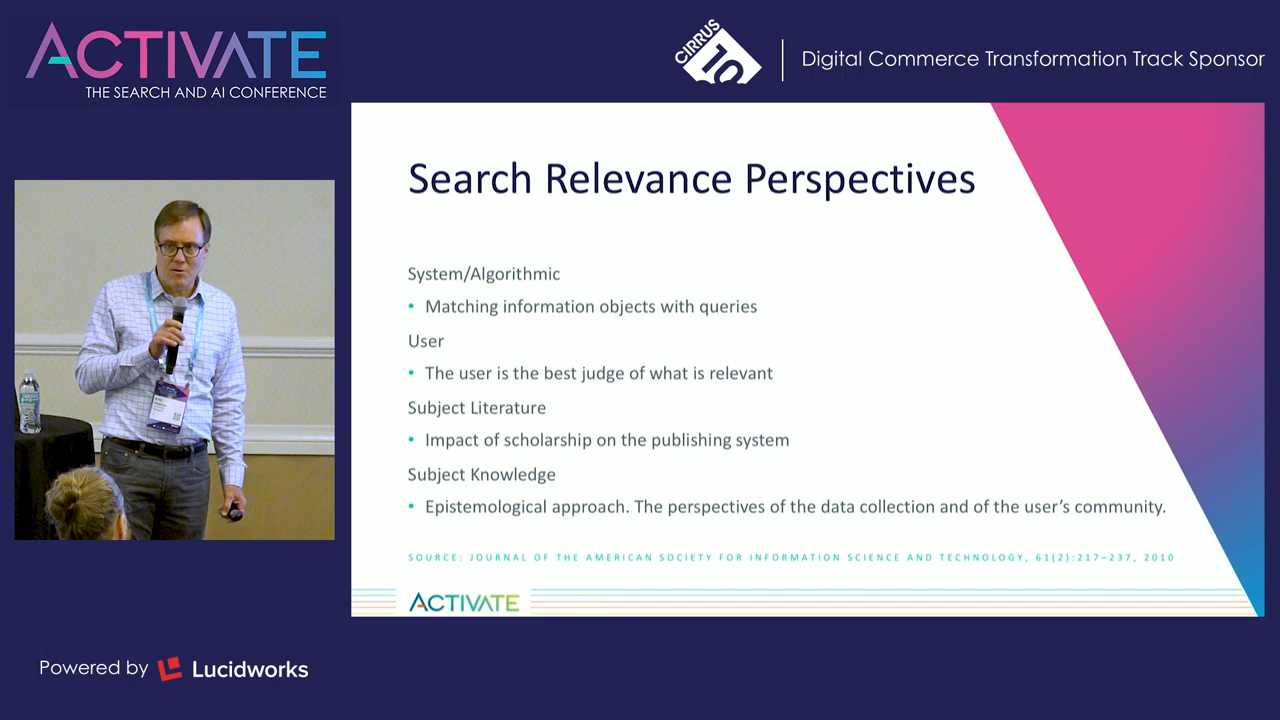 ACTIVATE
THE SEARCH AND AI CONFERENCE
CIRRUS
10
Digital Commerce Transformation Track Sponsor
Search Relevance Perspectives
System/Algorithmic
• Matching information objects with queries
User
• The user is the best judge of what is relevant
Subject Literature
• Impact of scholarship on the publishing system
Subject Knowledge
• Epistemological approach. The perspectives of the data collection and of the user's community.
SOURCE: JOURNAL OF THE AMERICAN SOCIETY FOR INFORMATION SCIENCE AND TECHNOLOGY, 61(2):217–237, 2010
ACTIVATE
Powered by Lucidworks